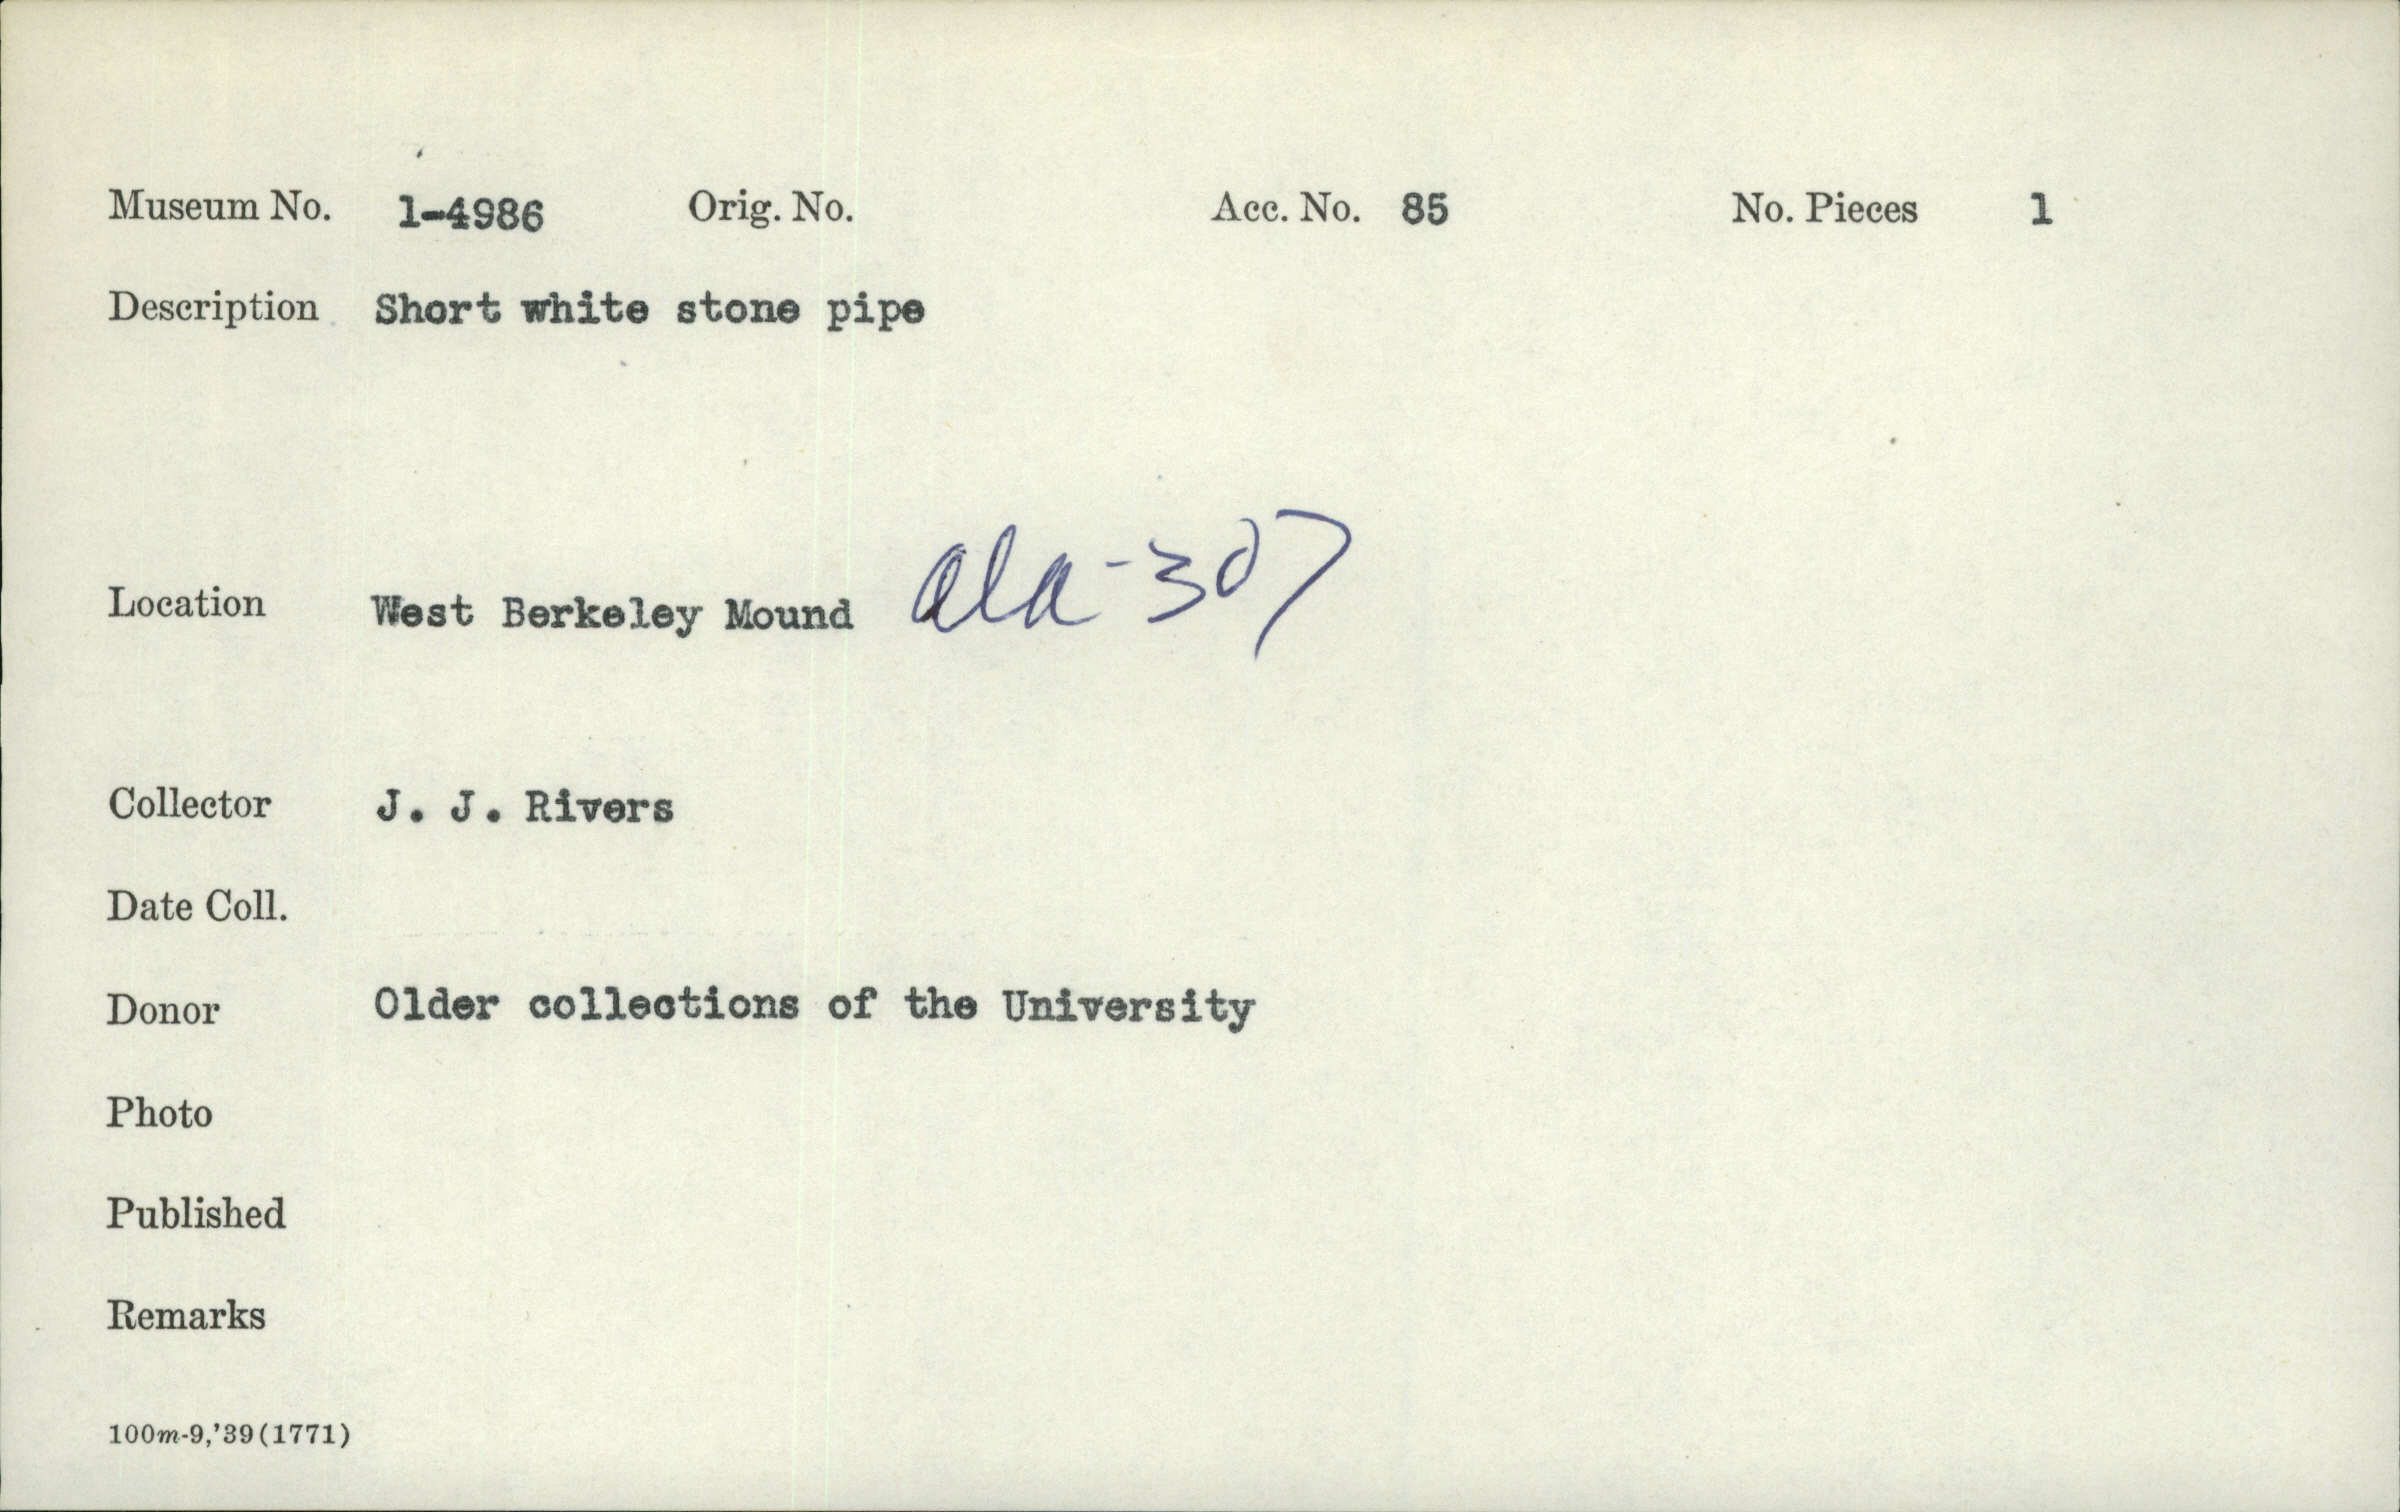 Museum No. 1-4986 Orig. No. Acc. No. 85 No. Pieces 1
Description Short white stone pipe
Location West Berkeley Mound ala-307
Collector J. J. Rivers
Date Coll.
Donor Older collections of the University
Photo
Published
Remarks
100m-9,'39(1771)